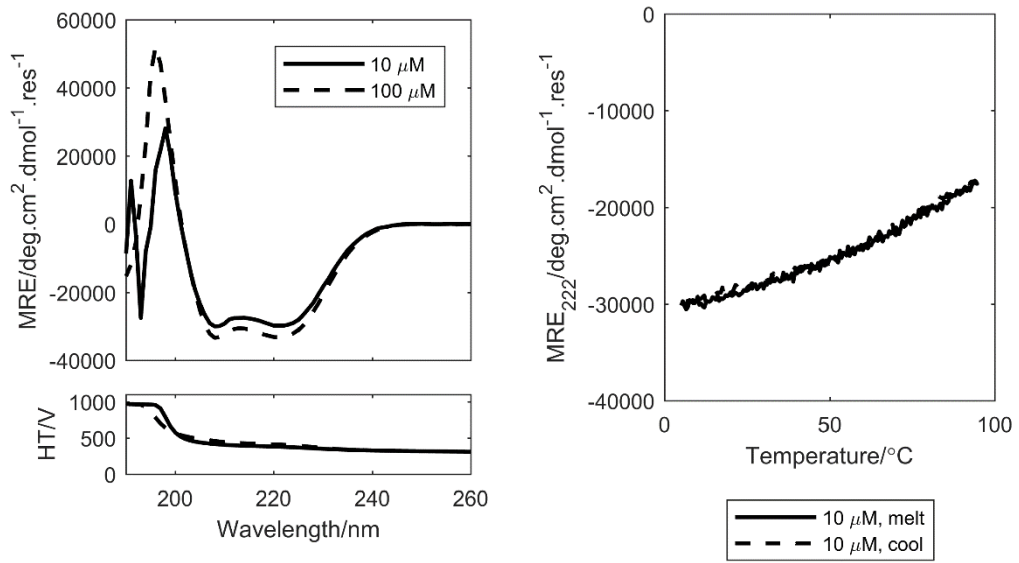 60000
40000
20000
0
-20000
-40000
MRE/deg.cm².dmol⁻¹.res⁻¹
10 μM
100 μM
1000
500
0
HT/V
200
220
240
260
Wavelength/nm
0
-10000
-20000
-30000
-40000
MRE₂₂₂/deg.cm².dmol⁻¹.res⁻¹
0
50
100
Temperature/°C
10 μM, melt
10 μM, cool